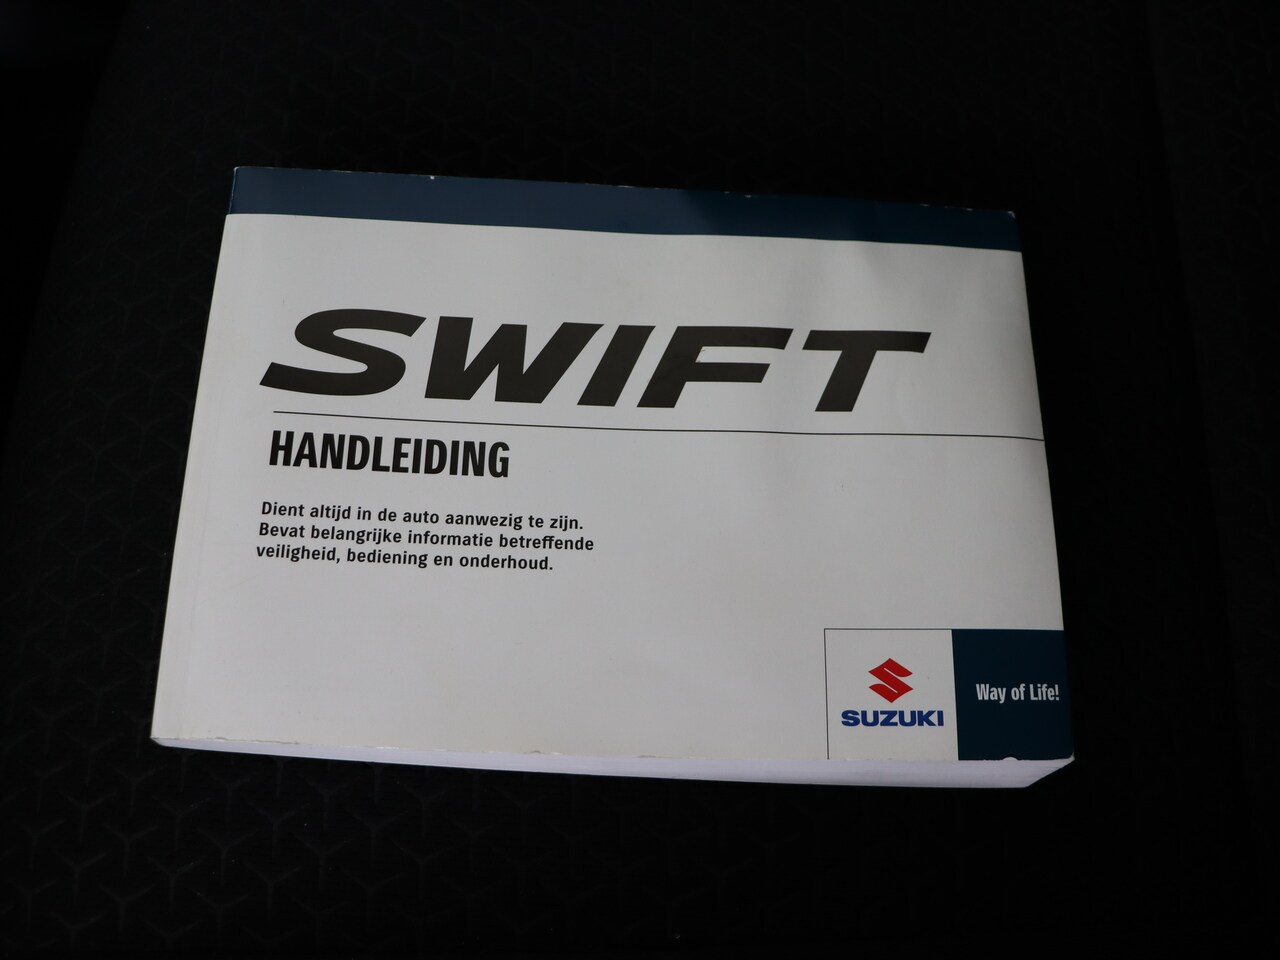 SWIFT
HANDLEIDING
Dient altijd in de auto aanwezig te zijn.
Bevat belangrijke informatie betreffende
veiligheid, bediening en onderhoud.
SUZUKI
Way of Life!